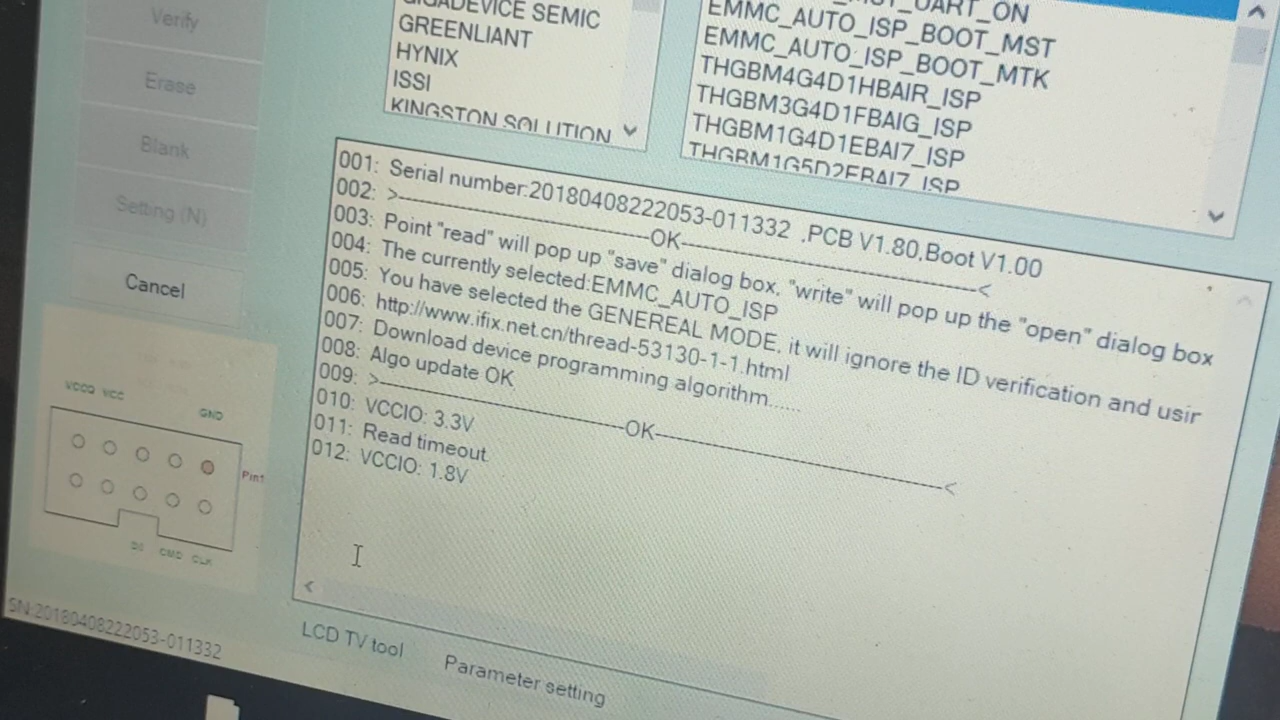 Verify
Erase
Blank
Setting (N)
Cancel
VCCQ VCC
GND
Pin1
CMD CLK
SN:20180408222053-011332
SEMIC
GREENLIANT
HYNIX
ISSI
KINGSTON SOLUTION
UART_ON
EMMC_AUTO_ISP_BOOT_MST
EMMC_AUTO_ISP_BOOT_MTK
THGBM4G4D1HBAIR_ISP
THGBM3G4D1FBAIG_ISP
THGBM1G4D1EBAI7_ISP
THGBM1G5D2EBAI7_ISP
001: Serial number:20180408222053-011332 .PCB V1.80,Boot V1.00
002: >--------------------OK--------------------<
003: Point "read" will pop up "save" dialog box, "write" will pop up the "open" dialog box
004: The currently selected:EMMC_AUTO_ISP
005: You have selected the GENEREAL MODE, it will ignore the ID verification and usir
006: http://www.ifix.net.cn/thread-53130-1-1.html
007: Download device programming algorithm......
008: Algo update OK
009: >--------------------OK--------------------<
010: VCCIO: 3.3V
011: Read timeout.
012: VCCIO: 1.8V
LCD TV tool
Parameter setting